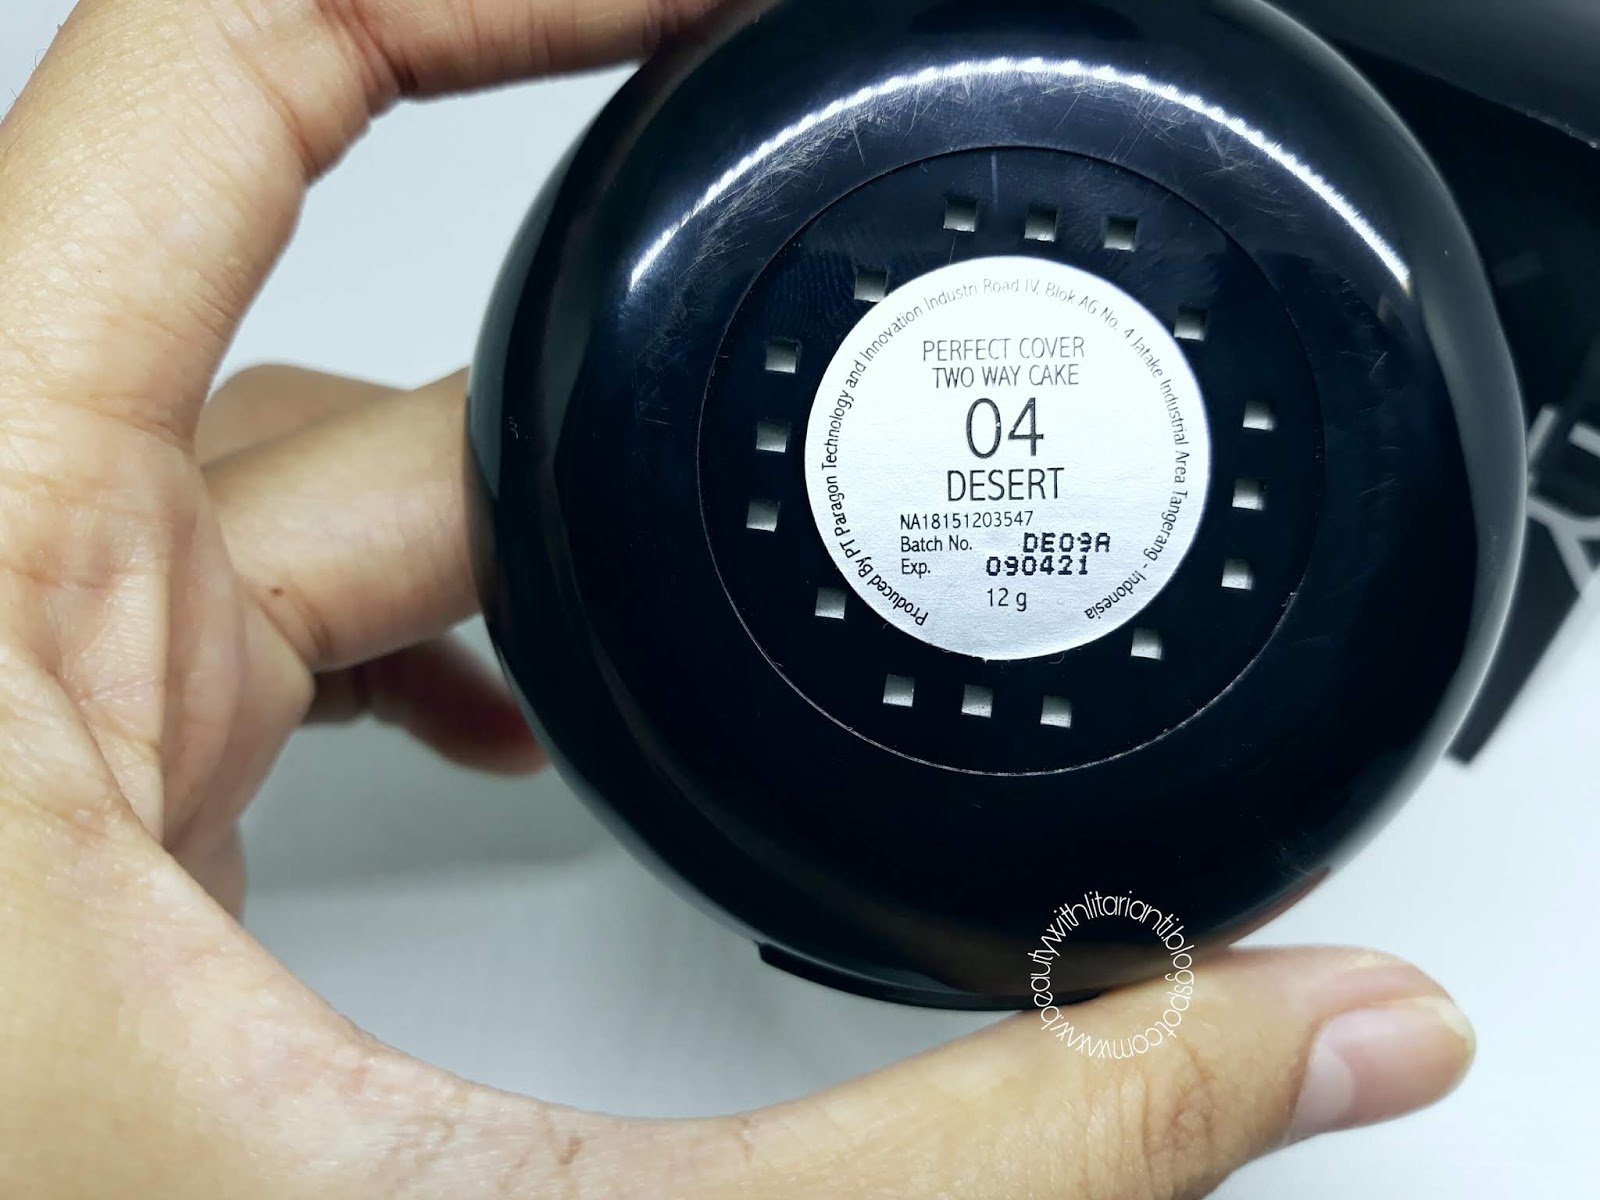 Produced By PT Paragon Technology and Innovation Industri Road IV, Blok AG No. 4 Jatake Industrial Area Tangerang - Indonesia
PERFECT COVER
TWO WAY CAKE
04
DESERT
NA18151203547
Batch No. DE09A
Exp. 090421
12 g
www.beautywithlitarianti.blogspot.com